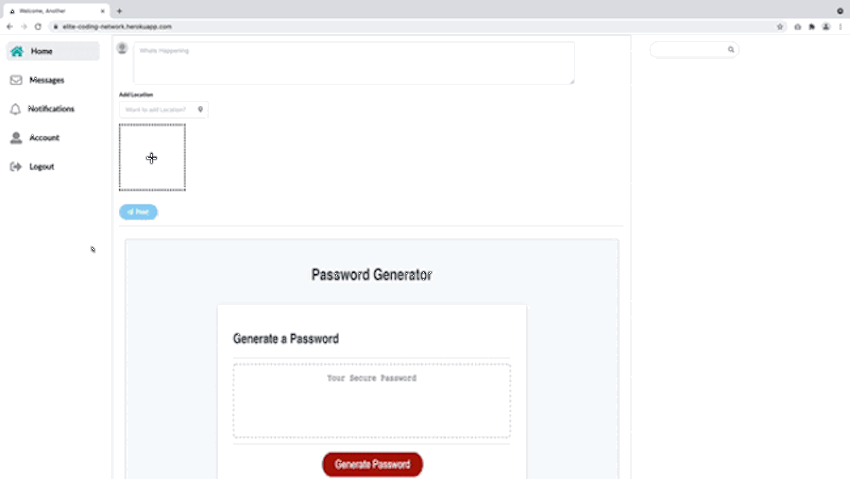 Welcome, Another
elite-coding-network.herokuapp.com
Home
Messages
Notifications
Account
Logout
Whats Happening
Add Location
Want to add Location?
Post
Password Generator
Generate a Password
Your Secure Password
Generate Password